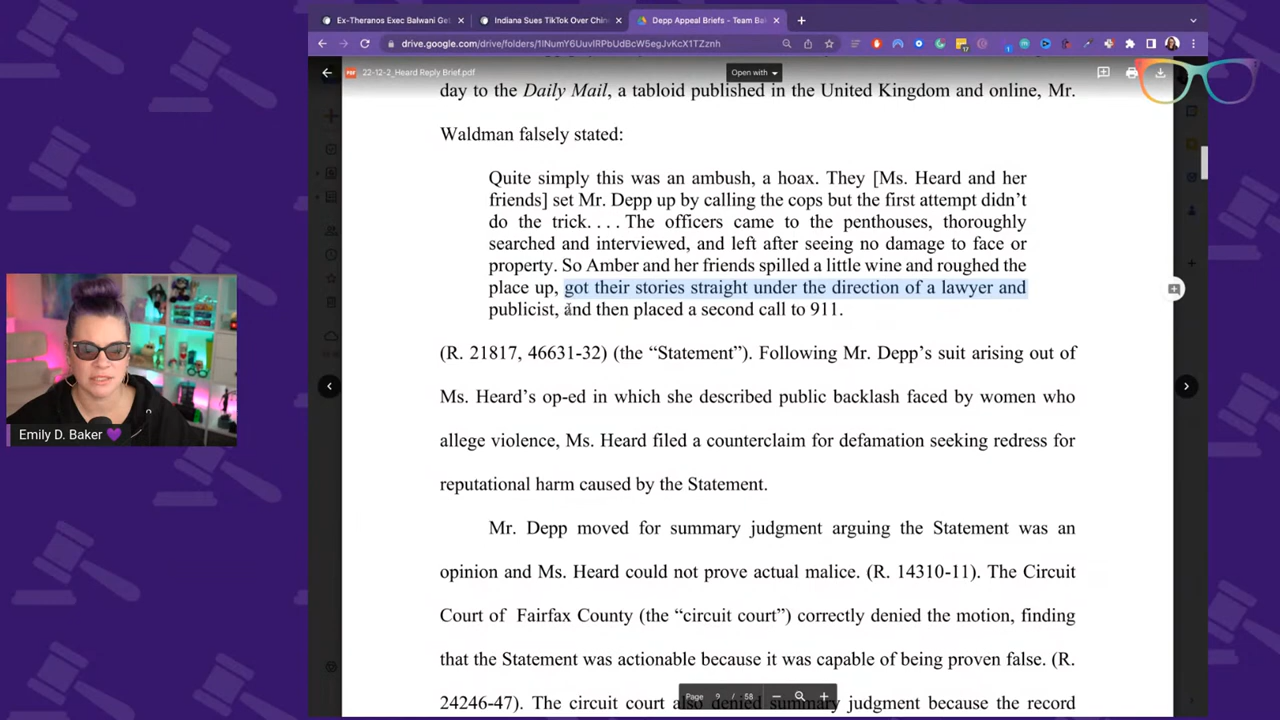 Ex-Theranos Exec Balwani Get
Indiana Sues TikTok Over Chin
Depp Appeal Briefs - Team Ba
drive.google.com/drive/folders/1lNumY6UuvIRPbUdBcW5egJvKcX1TZznh
22-12-2_Heard Reply Brief.pdf
Open with
day to the Daily Mail, a tabloid published in the United Kingdom and online, Mr.
Waldman falsely stated:
Quite simply this was an ambush, a hoax. They [Ms. Heard and her
friends] set Mr. Depp up by calling the cops but the first attempt didn't
do the trick. . . . The officers came to the penthouses, thoroughly
searched and interviewed, and left after seeing no damage to face or
property. So Amber and her friends spilled a little wine and roughed the
place up, got their stories straight under the direction of a lawyer and
publicist, and then placed a second call to 911.
(R. 21817, 46631-32) (the “Statement”). Following Mr. Depp’s suit arising out of
Ms. Heard’s op-ed in which she described public backlash faced by women who
allege violence, Ms. Heard filed a counterclaim for defamation seeking redress for
reputational harm caused by the Statement.
Mr. Depp moved for summary judgment arguing the Statement was an
opinion and Ms. Heard could not prove actual malice. (R. 14310-11). The Circuit
Court of Fairfax County (the “circuit court”) correctly denied the motion, finding
that the Statement was actionable because it was capable of being proven false. (R.
24246-47). The circuit court also denied summary judgment because the record
Page 9 / 58
Emily D. Baker